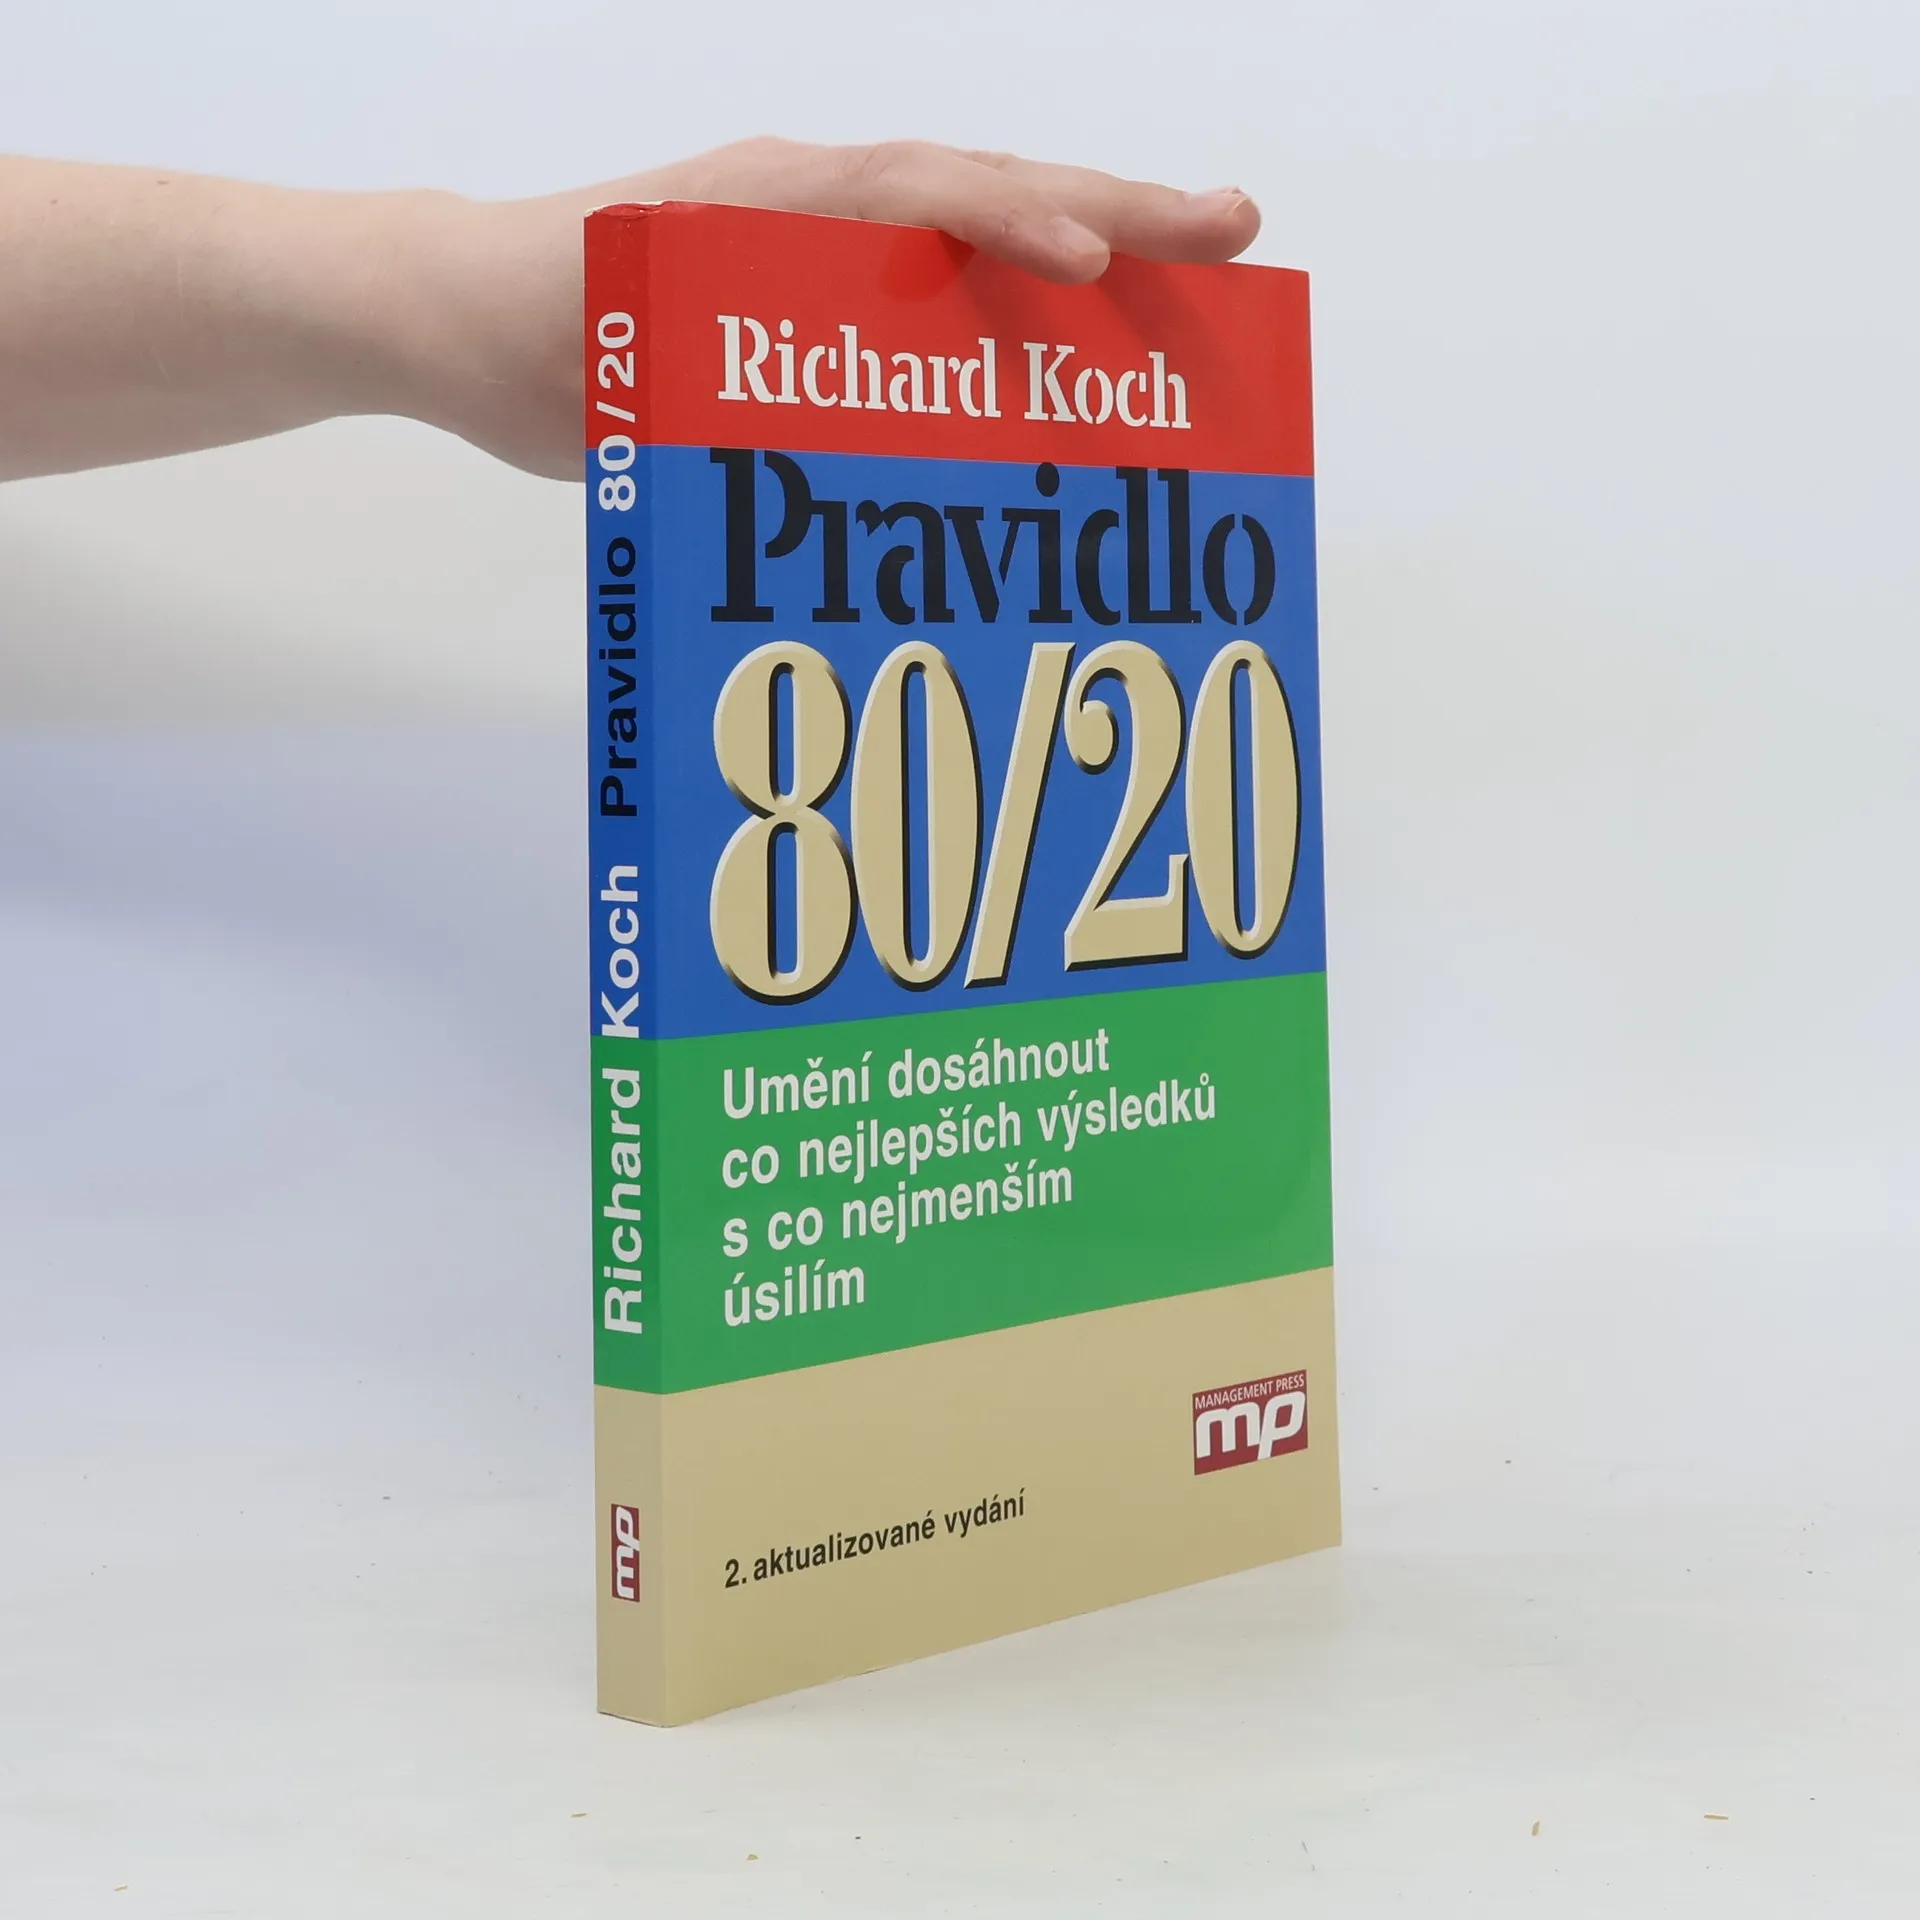 Richard Koch Pravidlo 80/20
mp
Richard Koch
Pravidlo
80/20
Umění dosáhnout
co nejlepších výsledků
s co nejmenším
úsilím
MANAGEMENT PRESS
mp
2. aktualizované vydání